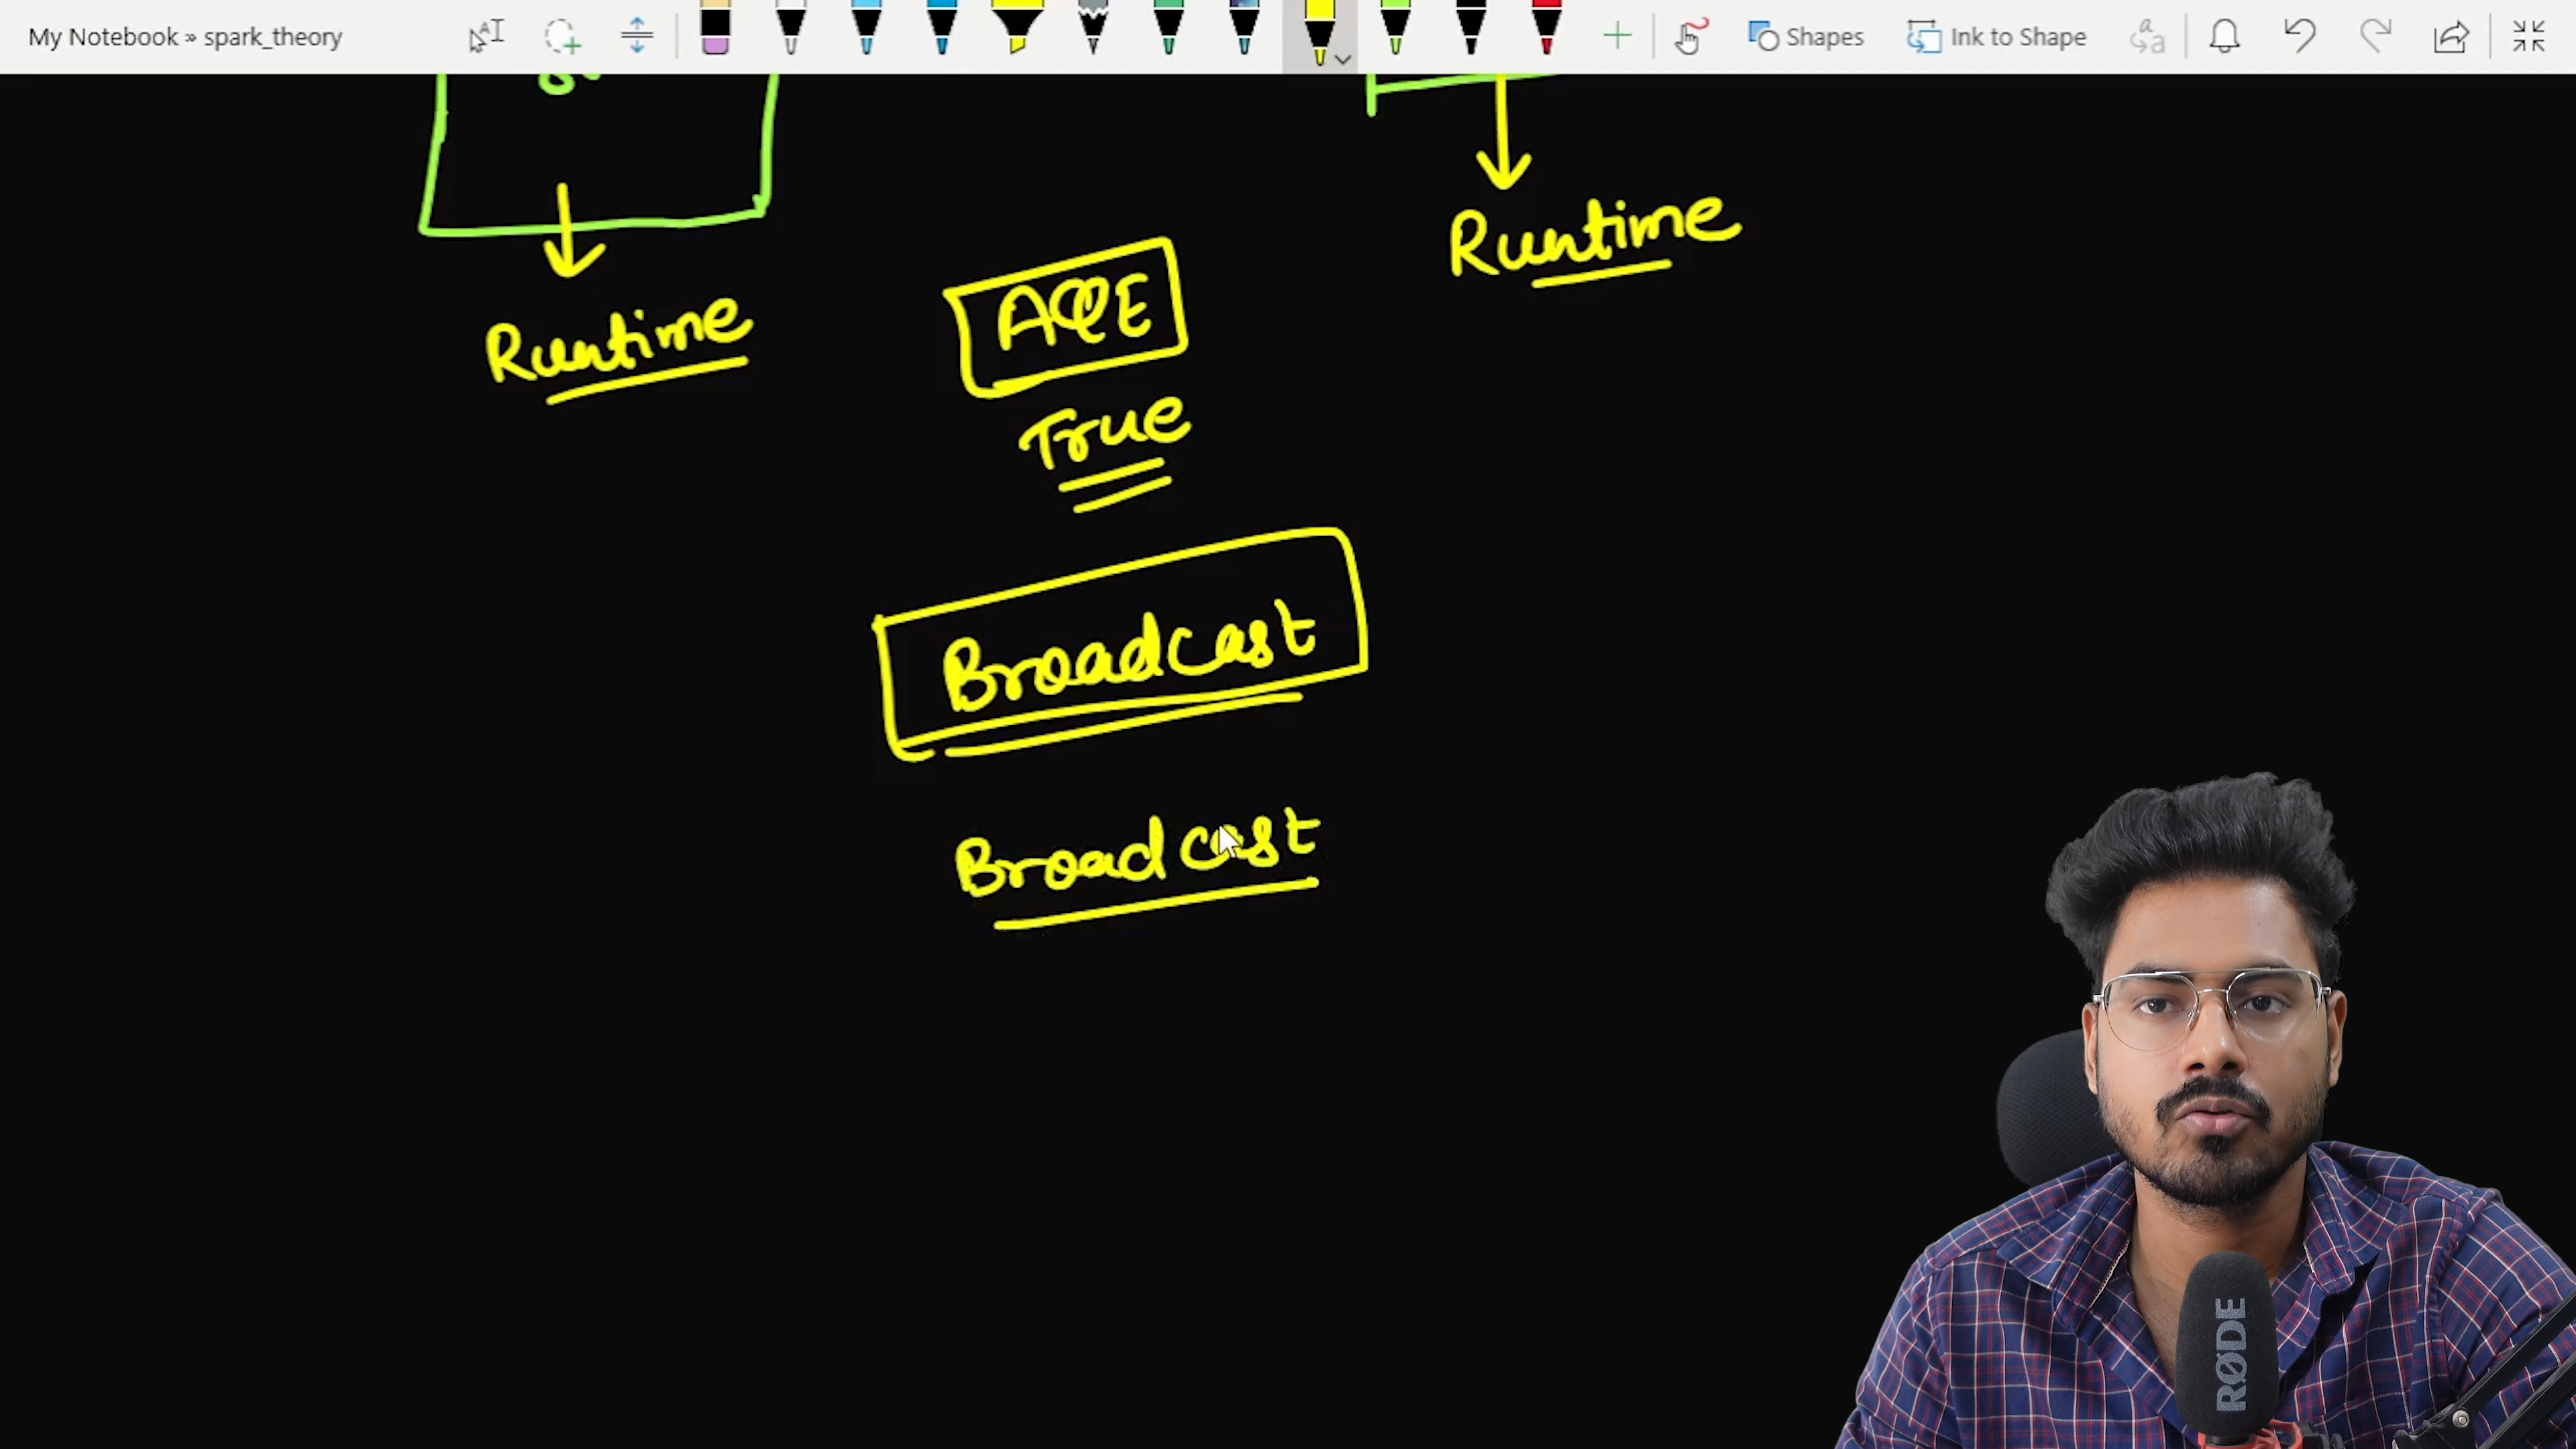 My Notebook » spark_theory
Shapes
Ink to Shape
Runtime
Runtime
AQE
True
Broadcast
Broadcast
RØDE